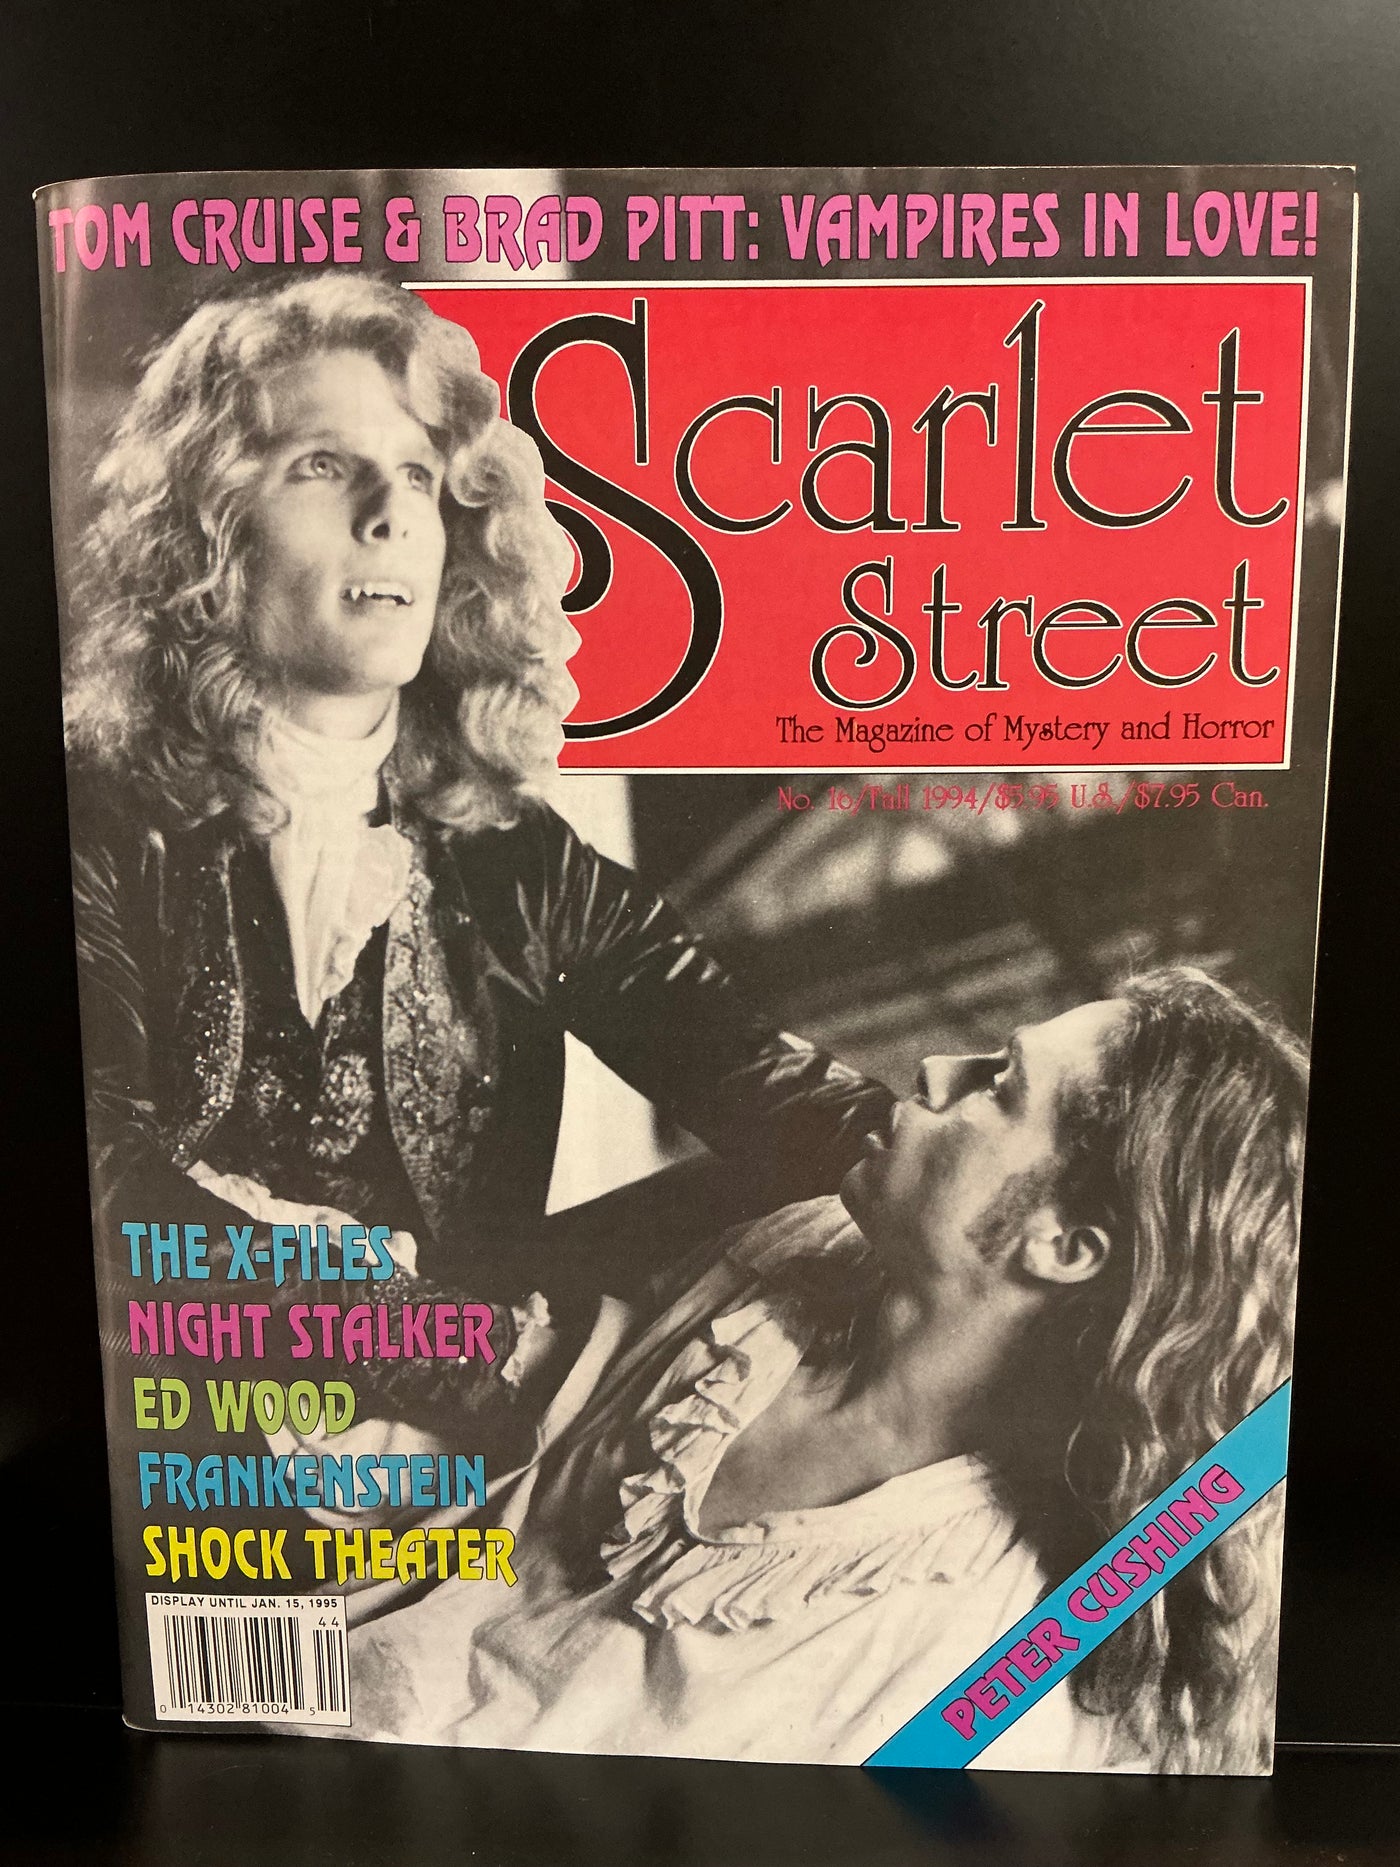 TOM CRUISE & BRAD PITT: VAMPIRES IN LOVE!
Scarlet
Street
The Magazine of Mystery and Horror
No. 16/Fall 1994/$5.95 U.S./$7.95 Can.
THE X-FILES
NIGHT STALKER
ED WOOD
FRANKENSTEIN
SHOCK THEATER
PETER CUSHING
DISPLAY UNTIL JAN. 15, 1995
44
0 14302 81004 5